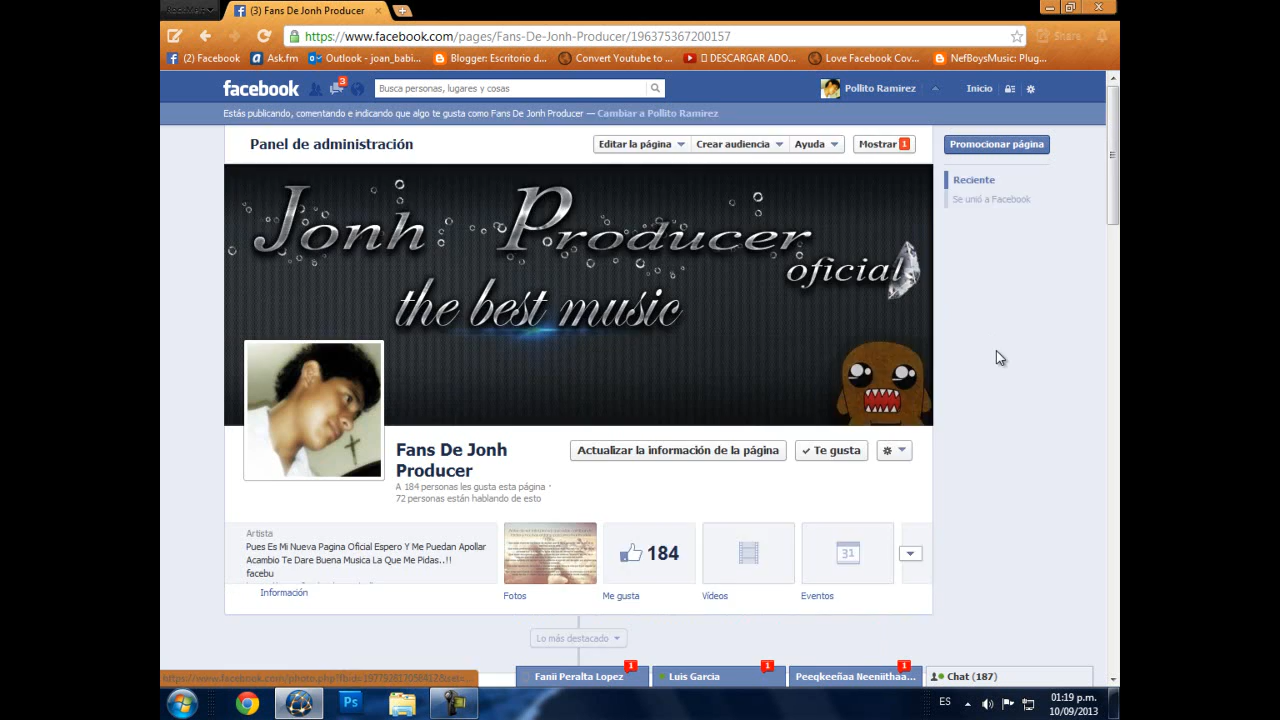 RockMelt
(3) Fans De Jonh Producer
https://www.facebook.com/pages/Fans-De-Jonh-Producer/196375367200157
Share
(2) Facebook
Ask.fm
Outlook - joan_babi...
Blogger: Escritorio d...
Convert Youtube to ...
DESCARGAR ADO...
Love Facebook Cov...
NefBoysMusic: Plug...
facebook
3
Busca personas, lugares y cosas
Pollito Ramirez
Inicio
Estás publicando, comentando e indicando que algo te gusta como Fans De Jonh Producer — Cambiar a Pollito Ramirez
Panel de administración
Editar la página
Crear audiencia
Ayuda
Mostrar 1
Promocionar página
Reciente
Se unió a Facebook
Jonh Producer
oficial
the best music
Fans De Jonh
Producer
A 184 personas les gusta esta página ·
72 personas están hablando de esto
Actualizar la información de la página
Te gusta
Artista
Pues Es Mi Nueva Pagina Oficial Espero Y Me Puedan Apollar
Acambio Te Dare Buena Musica La Que Me Pidas..!!
facebu
Información
184
31
Fotos
Me gusta
Vídeos
Eventos
Lo más destacado
Fanii Peralta Lopez
1
Luis Garcia
1
Peeqkeeñaa Neeniithaa...
1
Chat (187)
Ps
ES
01:19 p.m.
10/09/2013